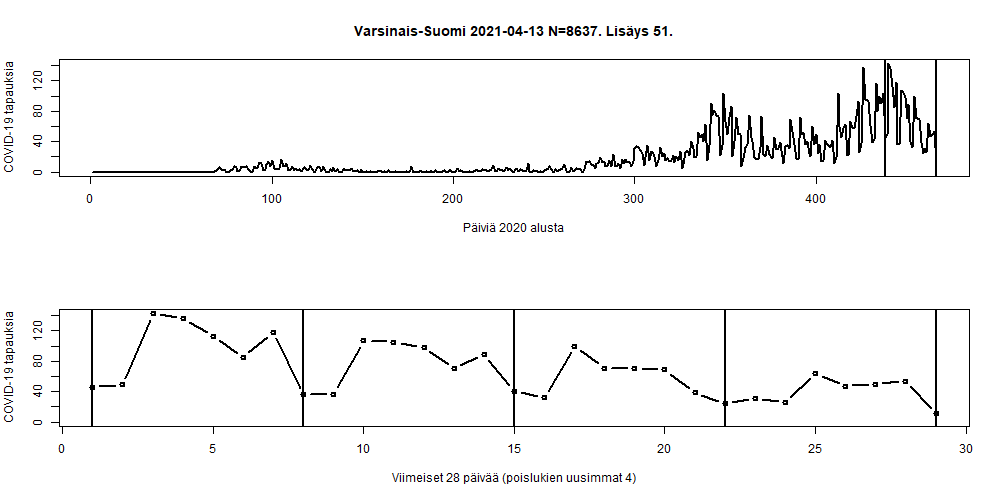 Varsinais-Suomi 2021-04-13 N=8637. Lisäys 51.
COVID-19 tapauksia
0 40 80 120
0 100 200 300 400
Päiviä 2020 alusta
COVID-19 tapauksia
0 40 80 120
0 5 10 15 20 25 30
Viimeiset 28 päivää (poislukien uusimmat 4)